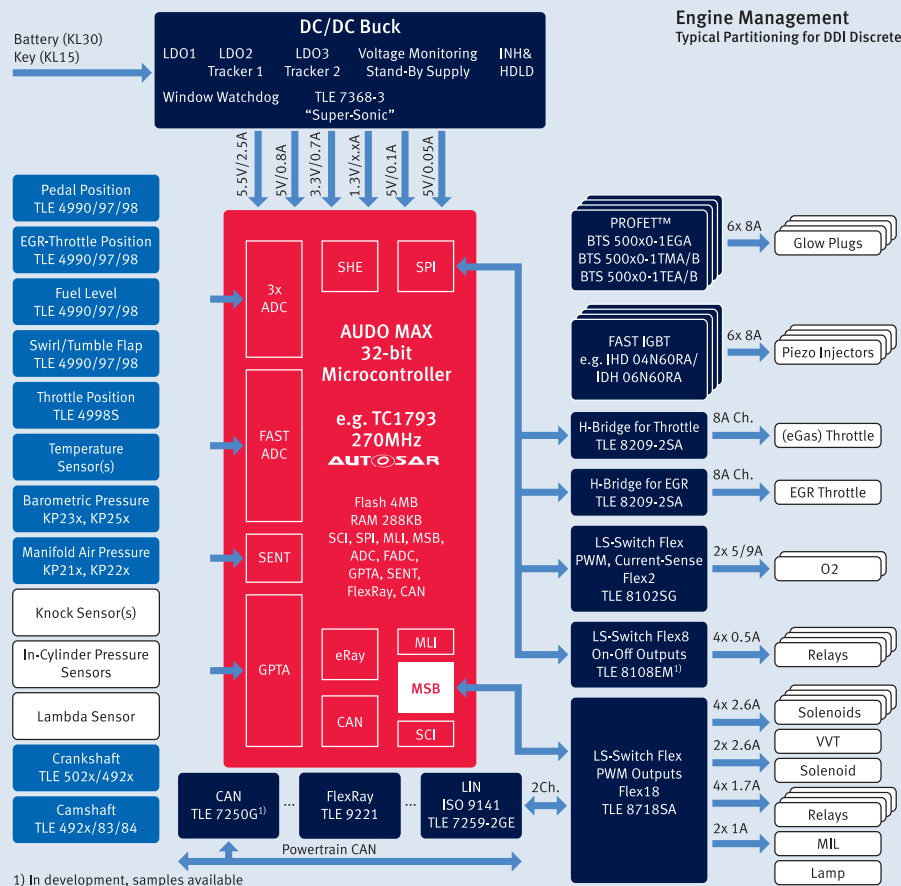 Engine Management
Typical Partitioning for DDI Discrete
Battery (KL30)
Key (KL15)
DC/DC Buck
LDO1
LDO2
Tracker 1
LDO3
Tracker 2
Voltage Monitoring
Stand-By Supply
INH&
HDLD
Window Watchdog
TLE 7368-3
“Super-Sonic”
5.5V/2.5A
5V/0.8A
3.3V/0.7A
1.3V/x.xA
5V/0.1A
5V/0.05A
Pedal Position
TLE 4990/97/98
EGR-Throttle Position
TLE 4990/97/98
Fuel Level
TLE 4990/97/98
Swirl/Tumble Flap
TLE 4990/97/98
Throttle Position
TLE 4998S
Temperature
Sensor(s)
Barometric Pressure
KP23x, KP25x
Manifold Air Pressure
KP21x, KP22x
Knock Sensor(s)
In-Cylinder Pressure
Sensors
Lambda Sensor
Crankshaft
TLE 502x/492x
Camshaft
TLE 492x/83/84
3x
ADC
SHE
SPI
FAST
ADC
SENT
GPTA
AUDO MAX
32-bit
Microcontroller
e.g. TC1793
270MHz
AUTOSAR
Flash 4MB
RAM 288KB
SCI, SPI, MLI, MSB,
ADC, FADC,
GPTA, SENT,
FlexRay, CAN
eRay
CAN
MLI
MSB
SCI
PROFET™
BTS 500x0-1EGA
BTS 500x0-1TMA/B
BTS 500x0-1TEA/B
6x 8A
Glow Plugs
FAST IGBT
e.g. IHD 04N60RA/
IDH 06N60RA
6x 8A
Piezo Injectors
H-Bridge for Throttle
TLE 8209-2SA
8A Ch.
(eGas) Throttle
H-Bridge for EGR
TLE 8209-2SA
8A Ch.
EGR Throttle
LS-Switch Flex
PWM, Current-Sense
Flex2
TLE 8102SG
2x 5/9A
O2
LS-Switch Flex8
On-Off Outputs
TLE 8108EM1)
4x 0.5A
Relays
LS-Switch Flex
PWM Outputs
Flex18
TLE 8718SA
4x 2.6A
Solenoids
VVT
2x 2.6A
Solenoid
4x 1.7A
Relays
2x 1A
MIL
Lamp
CAN
TLE 7250G1)
...
FlexRay
TLE 9221
...
LIN
ISO 9141
TLE 7259-2GE
2Ch.
Powertrain CAN
1) In development, samples available